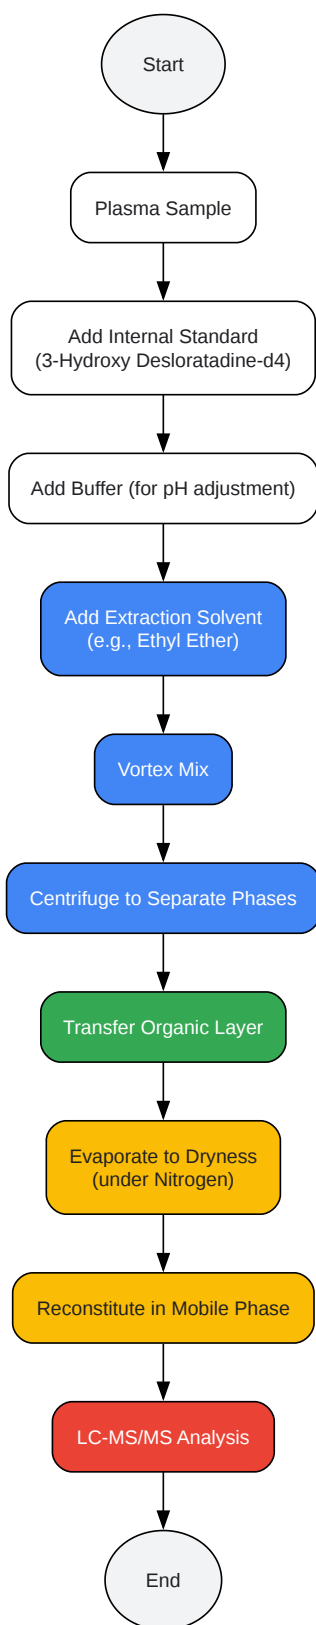 Start
Plasma Sample
Add Internal Standard
(3-Hydroxy Desloratadine-d4)
Add Buffer (for pH adjustment)
Add Extraction Solvent
(e.g., Ethyl Ether)
Vortex Mix
Centrifuge to Separate Phases
Transfer Organic Layer
Evaporate to Dryness
(under Nitrogen)
Reconstitute in Mobile Phase
LC-MS/MS Analysis
End